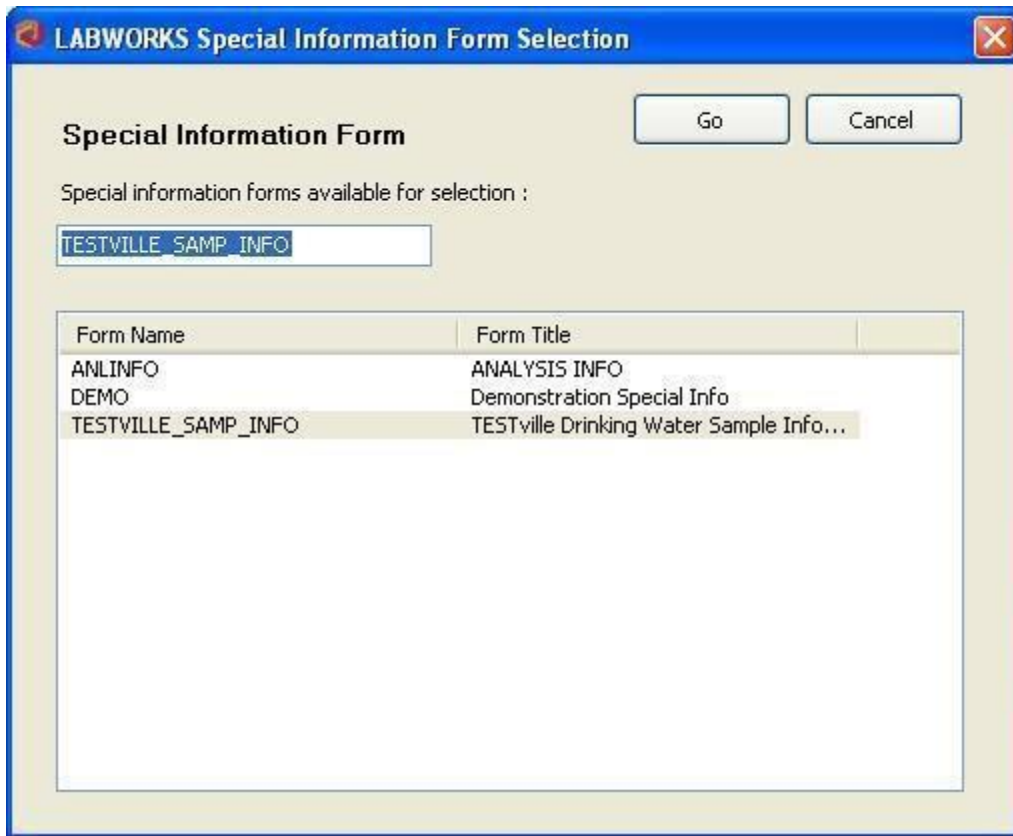 LABWORKS Special Information Form Selection
Special Information Form
Go
Cancel
Special information forms available for selection :
TESTVILLE_SAMP_INFO
Form Name Form Title
ANLINFO ANALYSIS INFO
DEMO Demonstration Special Info
TESTVILLE_SAMP_INFO TESTville Drinking Water Sample Info...